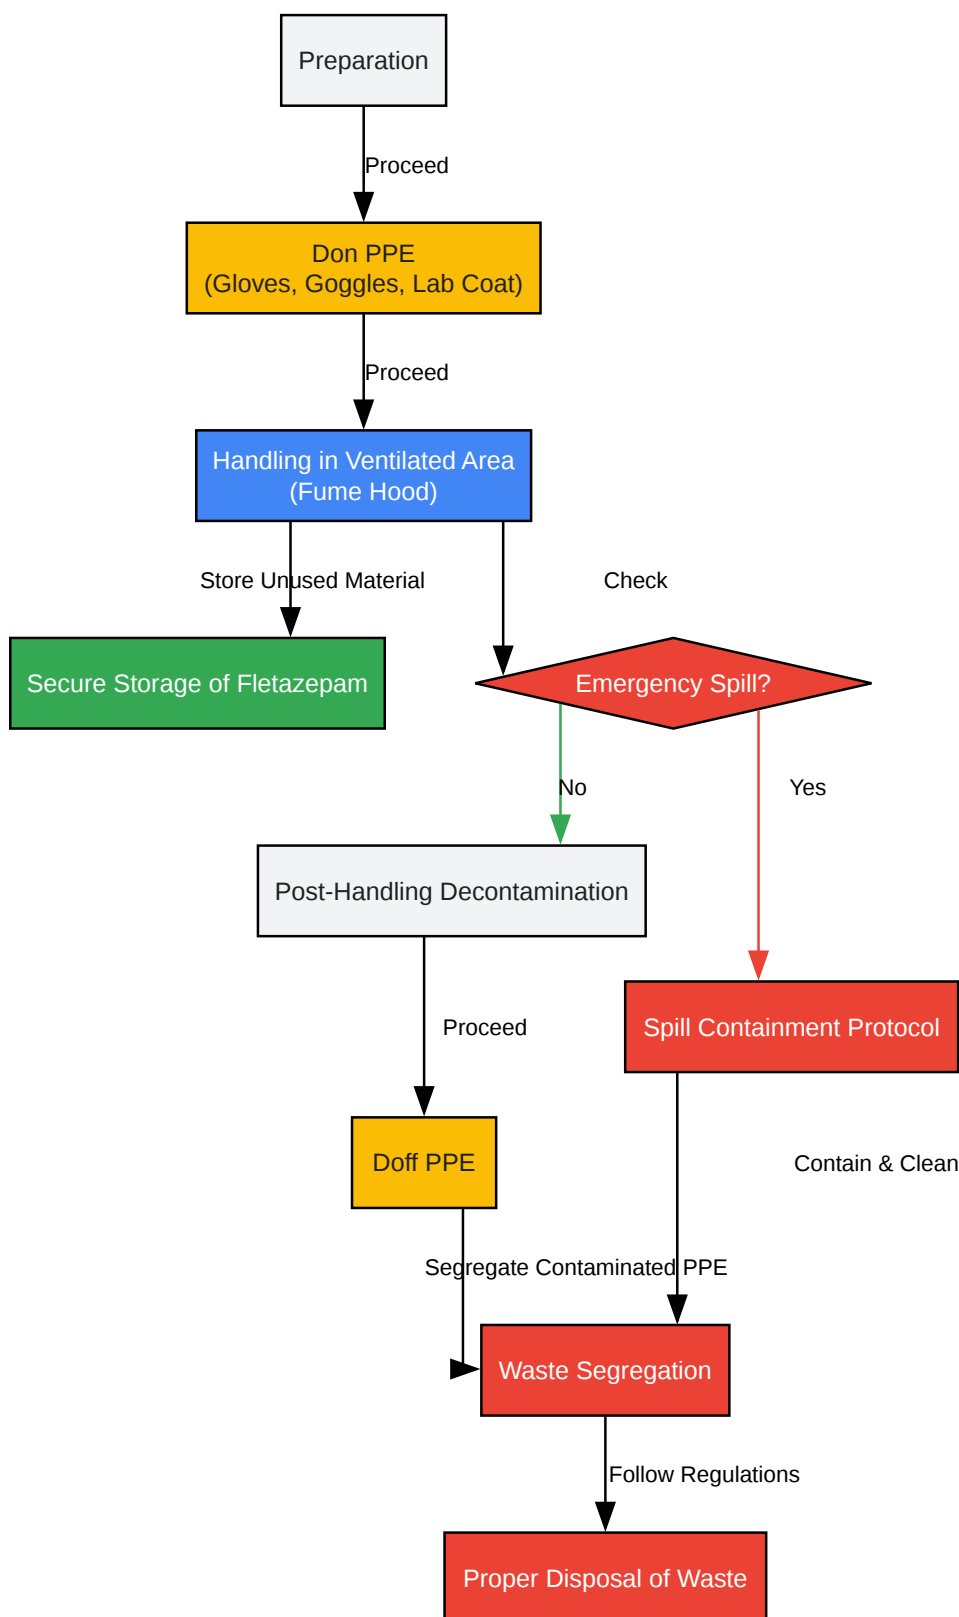 Preparation
Proceed
Don PPE
(Gloves, Goggles, Lab Coat)
Proceed
Handling in Ventilated Area
(Fume Hood)
Store Unused Material
Check
Secure Storage of Fletazepam
Emergency Spill?
No
Yes
Post-Handling Decontamination
Proceed
Spill Containment Protocol
Doff PPE
Contain & Clean
Segregate Contaminated PPE
Waste Segregation
Follow Regulations
Proper Disposal of Waste